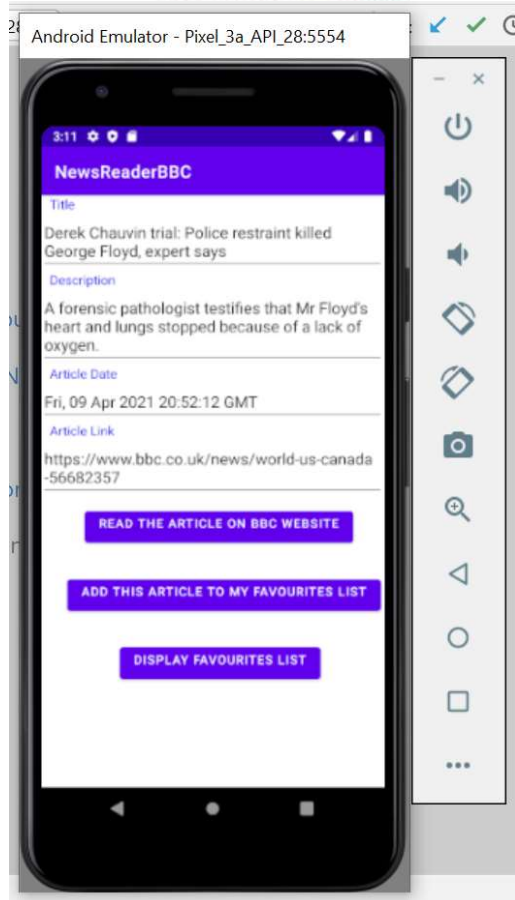 Android Emulator - Pixel_3a_API_28:5554
3:11
NewsReaderBBC
Title
Derek Chauvin trial: Police restraint killed
George Floyd, expert says
Description
A forensic pathologist testifies that Mr Floyd's
heart and lungs stopped because of a lack of
oxygen.
Article Date
Fri, 09 Apr 2021 20:52:12 GMT
Article Link
https://www.bbc.co.uk/news/world-us-canada
-56682357
READ THE ARTICLE ON BBC WEBSITE
ADD THIS ARTICLE TO MY FAVOURITES LIST
DISPLAY FAVOURITES LIST